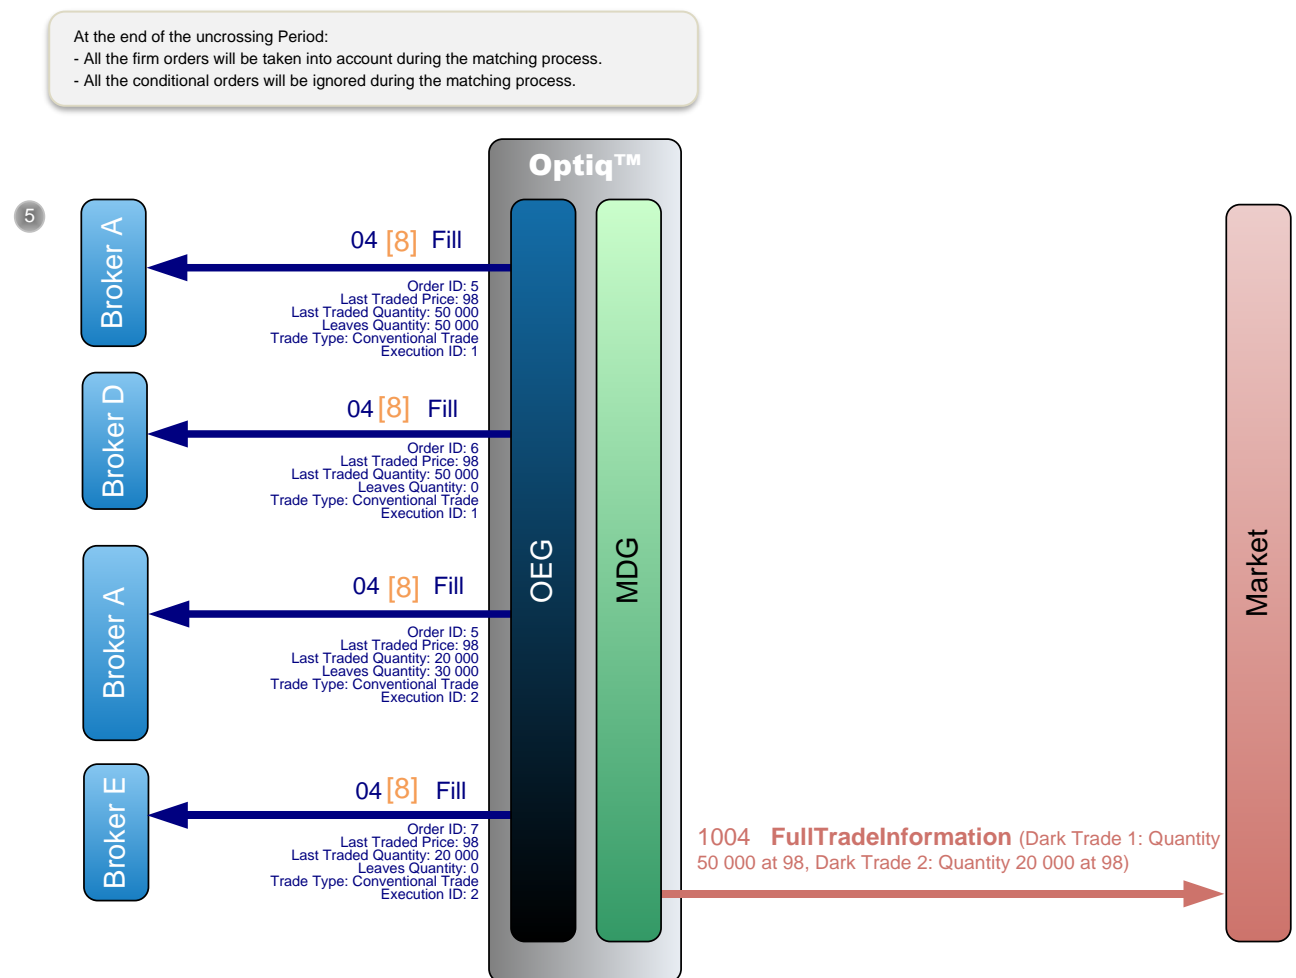 At the end of the uncrossing Period:
- All the firm orders will be taken into account during the matching process.
- All the conditional orders will be ignored during the matching process.
Optiq™
5
Broker A
04 [8] Fill
Order ID: 5
Last Traded Price: 98
Last Traded Quantity: 50 000
Leaves Quantity: 50 000
Trade Type: Conventional Trade
Execution ID: 1
Broker D
04 [8] Fill
Order ID: 6
Last Traded Price: 98
Last Traded Quantity: 50 000
Leaves Quantity: 0
Trade Type: Conventional Trade
Execution ID: 1
OEG
MDG
Market
Broker A
04 [8] Fill
Order ID: 5
Last Traded Price: 98
Last Traded Quantity: 20 000
Leaves Quantity: 30 000
Trade Type: Conventional Trade
Execution ID: 2
Broker E
04 [8] Fill
Order ID: 7
Last Traded Price: 98
Last Traded Quantity: 20 000
Leaves Quantity: 0
Trade Type: Conventional Trade
Execution ID: 2
1004 FullTradeInformation (Dark Trade 1: Quantity
50 000 at 98, Dark Trade 2: Quantity 20 000 at 98)